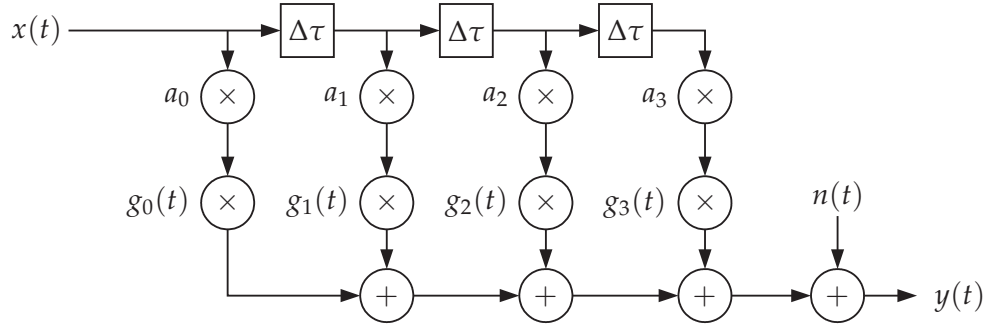 x(t) Δτ Δτ Δτ
a₀ × a₁ × a₂ × a₃ ×
g₀(t) × g₁(t) × g₂(t) × g₃(t) × n(t)
+ + + + y(t)